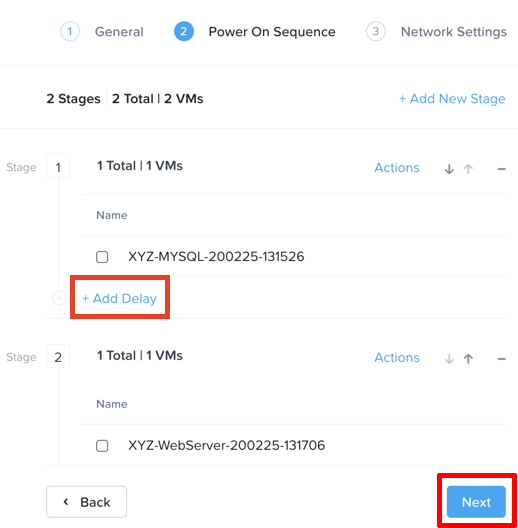 1 General 2 Power On Sequence 3 Network Settings
2 Stages 2 Total | 2 VMs + Add New Stage
Stage 1 1 Total | 1 VMs Actions
Name
XYZ-MYSQL-200225-131526
+ Add Delay
Stage 2 1 Total | 1 VMs Actions
Name
XYZ-WebServer-200225-131706
Back Next